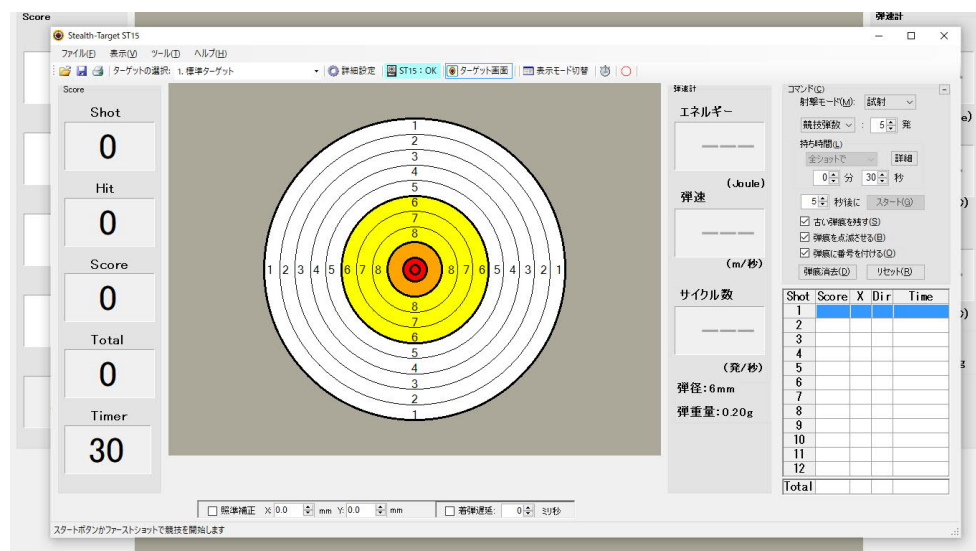 Score
弾速計
Stealth-Target ST15
ファイル(F) 表示(V) ツール(T) ヘルプ(H)
ターゲットの選択: 1. 標準ターゲット 詳細設定 ST15：OK ターゲット画面 表示モード切替
Score
Shot
0
Hit
0
Score
0
Total
0
Timer
30
1
2
3
4
5
6
7
8
1 2 3 4 5 6 7 8 8 7 6 5 4 3 2 1
8
7
6
5
4
3
2
1
照準補正 X: 0.0 mm Y: 0.0 mm 着弾遅延: 0 ミリ秒
弾速計
エネルギー
---
(Joule)
弾速
---
(m/秒)
サイクル数
---
(発/秒)
弾径:6mm
弾重量:0.20g
コマンド(C)
射撃モード(M): 試射
競技弾数 : 5 発
持ち時間(L)
全ショットで 詳細
0 分 30 秒
5 秒後に スタート(G)
古い弾痕を残す(S)
弾痕を点滅させる(B)
弾痕に番号を付ける(O)
弾痕消去(D) リセット(R)
Shot Score X Dir Time
1
2
3
4
5
6
7
8
9
10
11
12
Total
スタートボタンかファーストショットで競技を開始します
e)
)
)
g